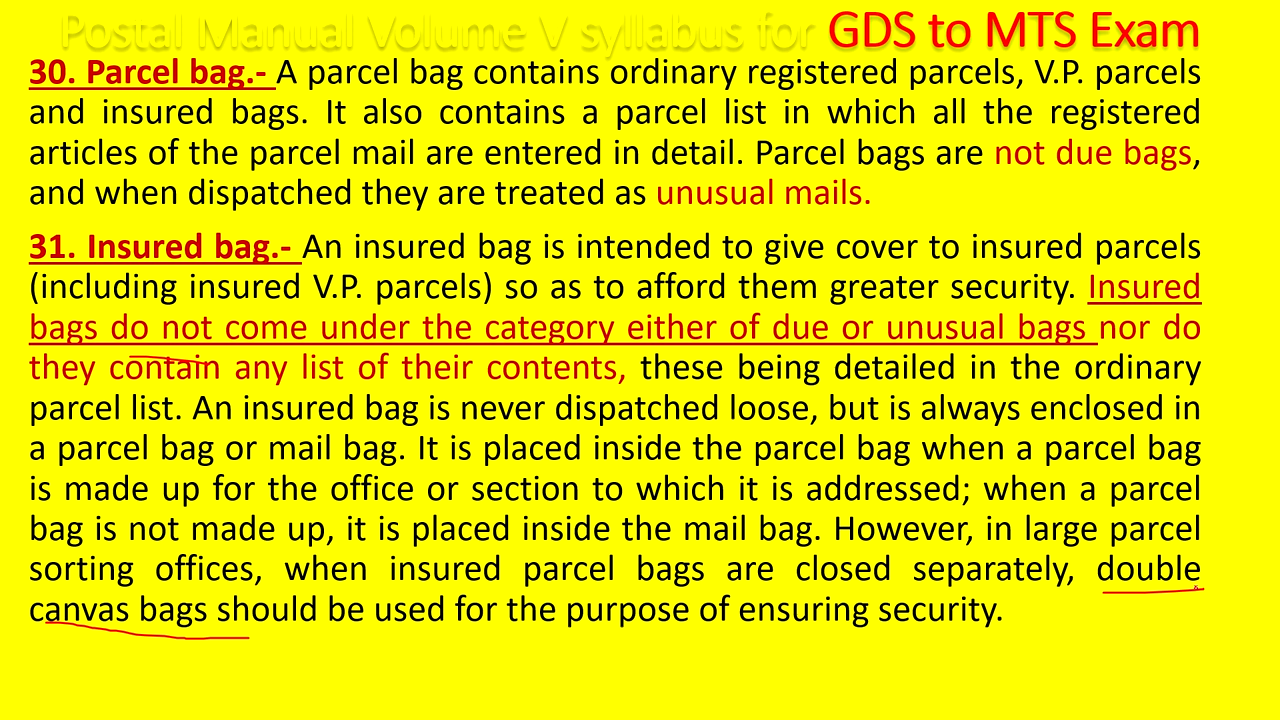 Postal Manual Volume V syllabus for GDS to MTS Exam
30. Parcel bag.- A parcel bag contains ordinary registered parcels, V.P. parcels
and insured bags. It also contains a parcel list in which all the registered
articles of the parcel mail are entered in detail. Parcel bags are not due bags,
and when dispatched they are treated as unusual mails.
31. Insured bag.- An insured bag is intended to give cover to insured parcels
(including insured V.P. parcels) so as to afford them greater security. Insured
bags do not come under the category either of due or unusual bags nor do
they contain any list of their contents, these being detailed in the ordinary
parcel list. An insured bag is never dispatched loose, but is always enclosed in
a parcel bag or mail bag. It is placed inside the parcel bag when a parcel bag
is made up for the office or section to which it is addressed; when a parcel
bag is not made up, it is placed inside the mail bag. However, in large parcel
sorting offices, when insured parcel bags are closed separately, double
canvas bags should be used for the purpose of ensuring security.